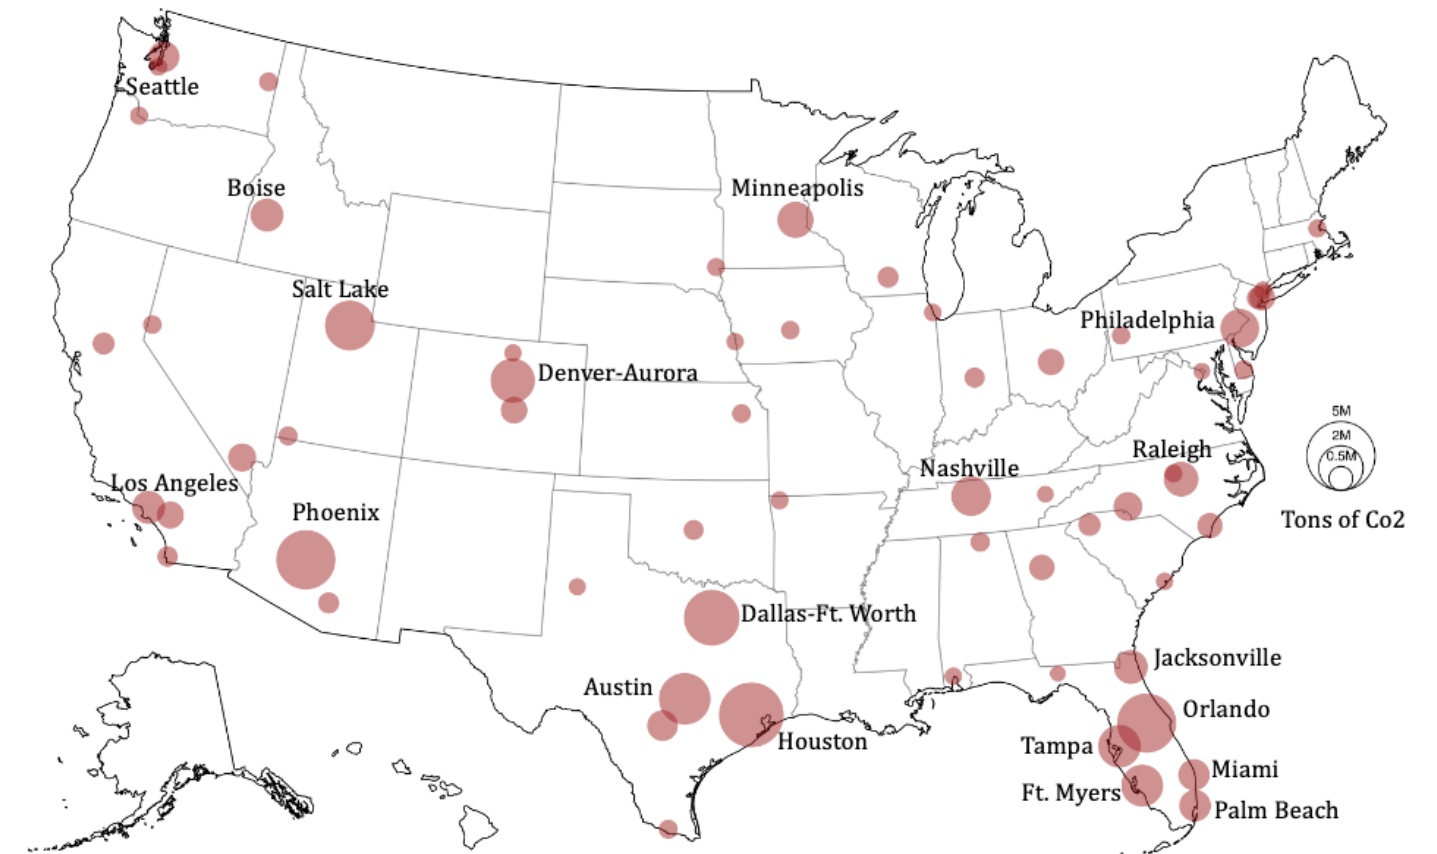 Seattle
Boise
Minneapolis
Salt Lake
Philadelphia
Denver-Aurora
5M
2M
0.5M
Raleigh
Nashville
Los Angeles
Phoenix
Tons of Co2
Dallas-Ft. Worth
Jacksonville
Austin
Orlando
Houston
Tampa
Miami
Ft. Myers
Palm Beach